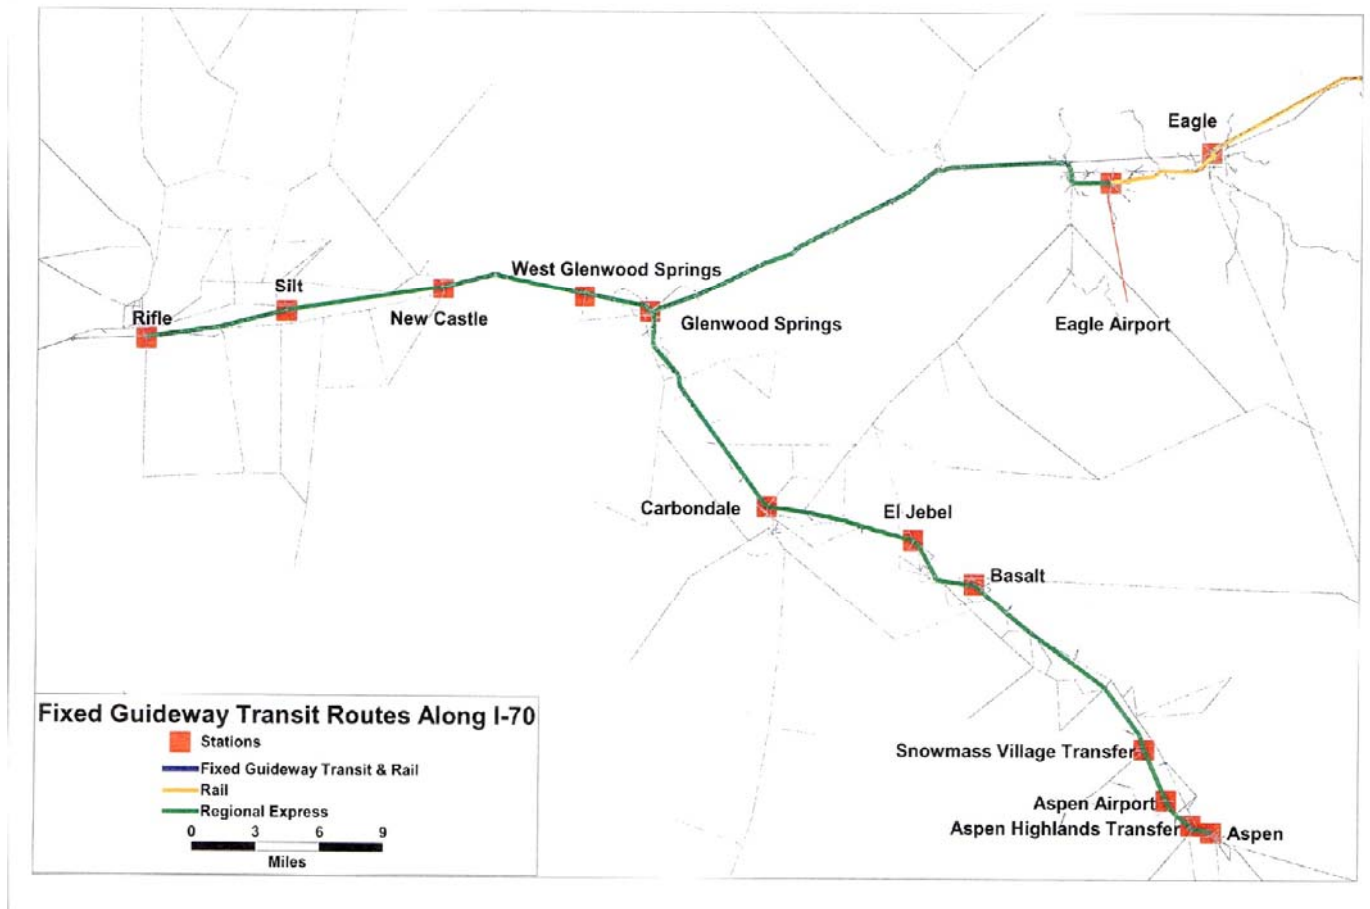 Eagle
West Glenwood Springs
Silt
Rifle
New Castle
Glenwood Springs
Eagle Airport
Carbondale
El Jebel
Basalt
Snowmass Village Transfer
Aspen Airport
Aspen Highlands Transfer
Aspen
Fixed Guideway Transit Routes Along I-70
Stations
Fixed Guideway Transit & Rail
Rail
Regional Express
0 3 6 9
Miles